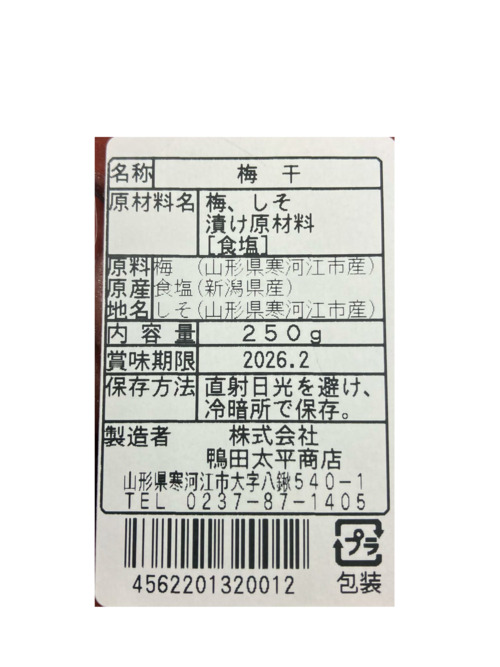 名称 梅 干
原材料名 梅、しそ
漬け原材料
[食塩]
原料 梅 (山形県寒河江市産)
原産 食塩(新潟県産)
地名 しそ(山形県寒河江市産)
内容量 250g
賞味期限 2026.2
保存方法 直射日光を避け、
冷暗所で保存。
製造者 株式会社
鴨田太平商店
山形県寒河江市大字八鍬540-1
TEL 0237-87-1405
4562201320012
プラ
包装